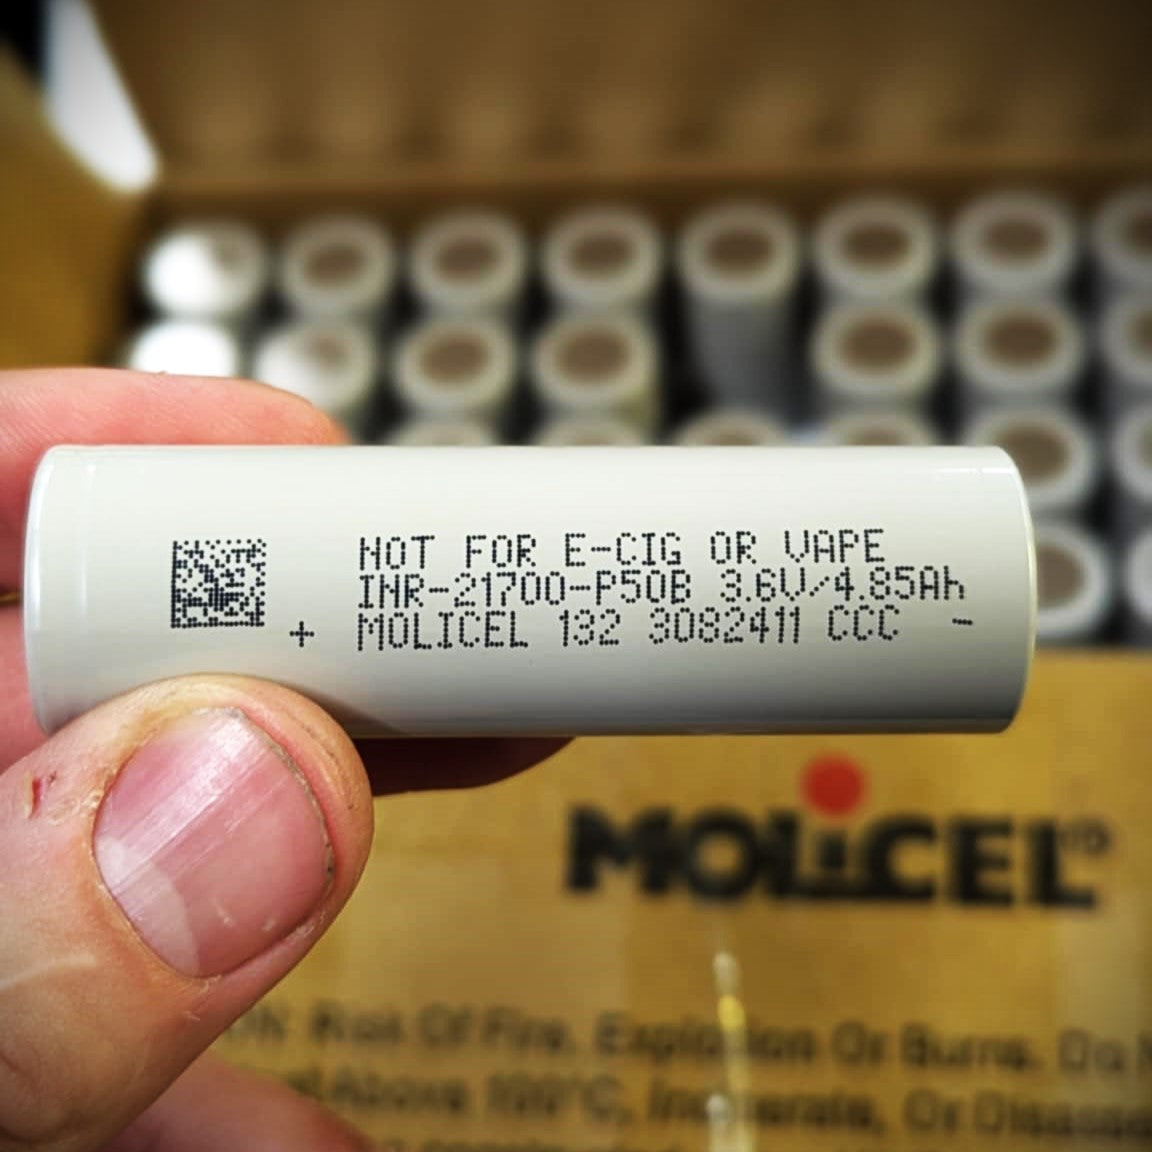 NOT FOR E-CIG OR VAPE
INR-21700-P50B 3.6V/4.85Ah
+ MOLICEL 132 3082411 CCC -
MOLiCEL
Risk Of Fire, Explosion Or Burns. Do
Above 100°C, Incinerate, Or